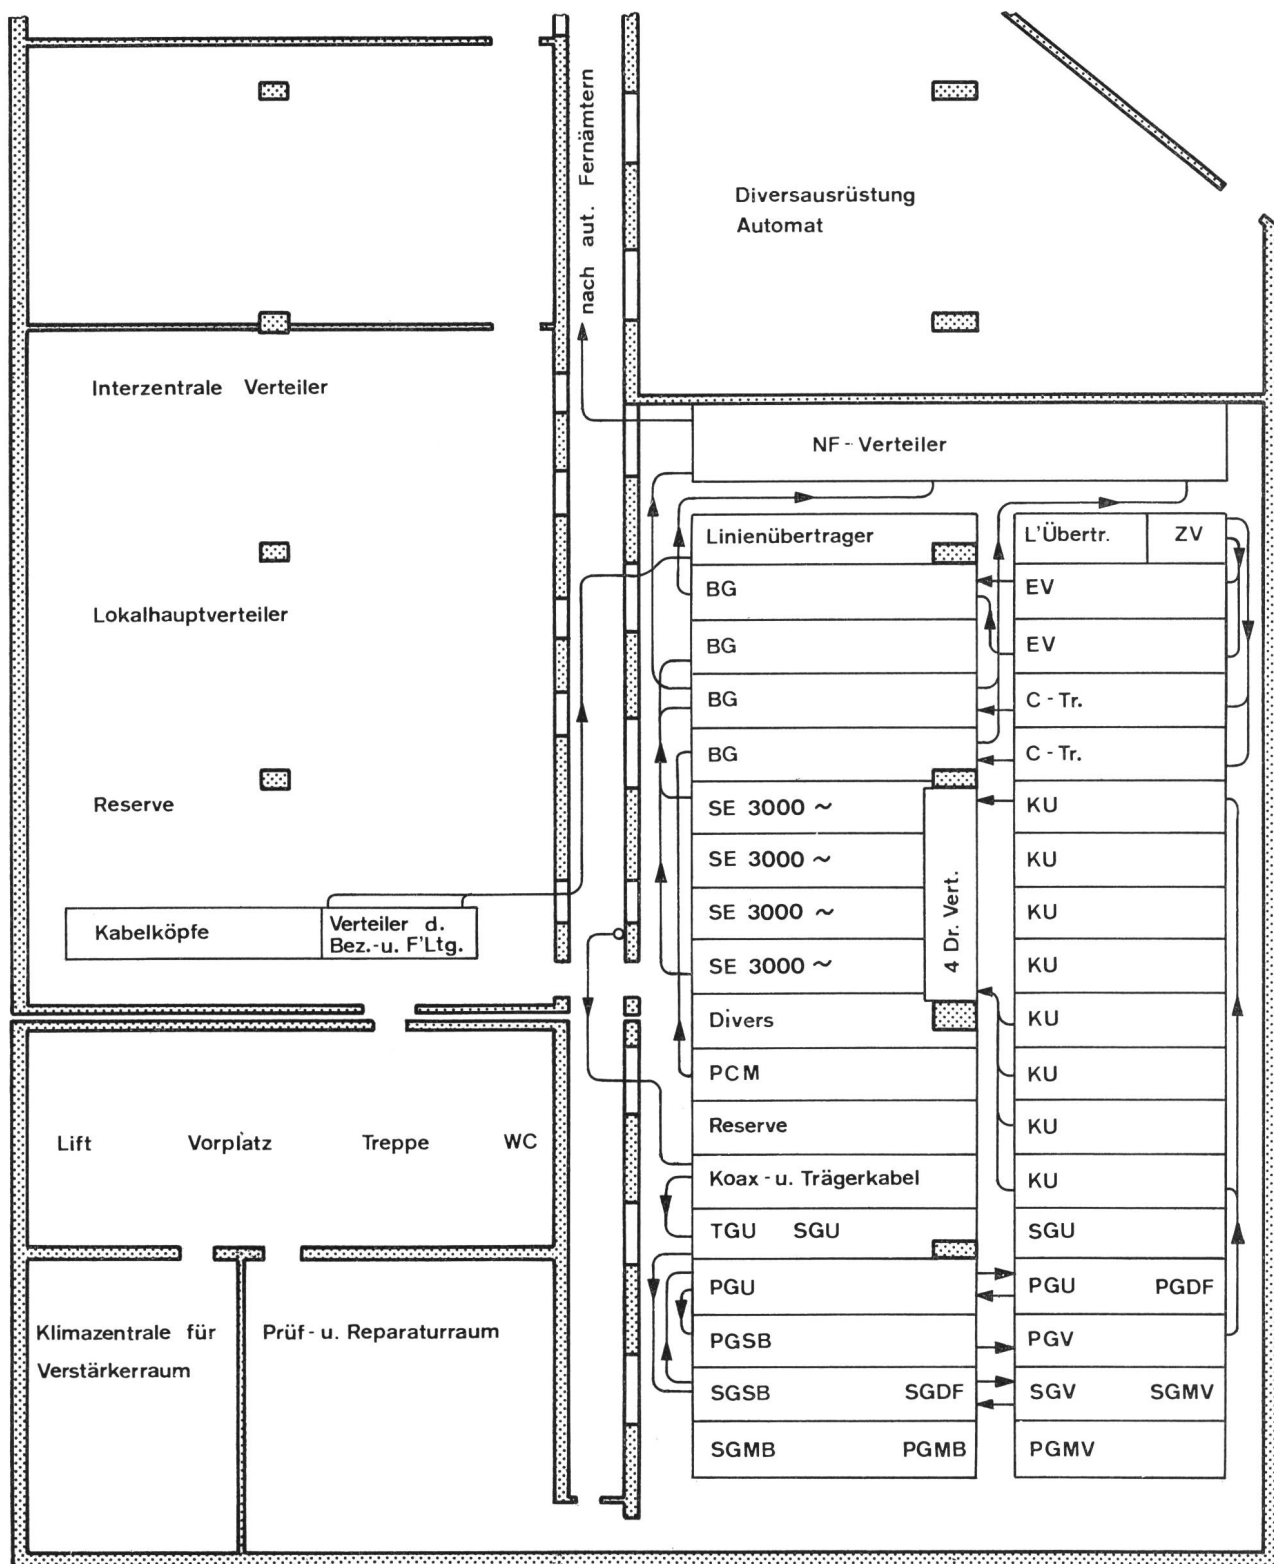 nach aut. Fernämtern
Diversausrüstung
Automat
Interzentrale Verteiler
Lokalhauptverteiler
Reserve
Kabelköpfe
Verteiler d.
Bez.-u. F'Ltg.
Lift Vorplatz Treppe WC
Klimazentrale für
Verstärkerraum
Prüf- u. Reparaturraum
NF-Verteiler
Linienübertrager
BG
BG
BG
BG
SE 3000 ~
SE 3000 ~
SE 3000 ~
SE 3000 ~
4 Dr. Vert.
Divers
PCM
Reserve
Koax- u. Trägerkabel
TGU SGU
PGU
PGSB
SGSB SGDF
SGMB PGMB
L'Übertr. ZV
EV
EV
C-Tr.
C-Tr.
KU
KU
KU
KU
KU
KU
KU
KU
SGU
PGU PGDF
PGV
SGV SGMV
PGMV